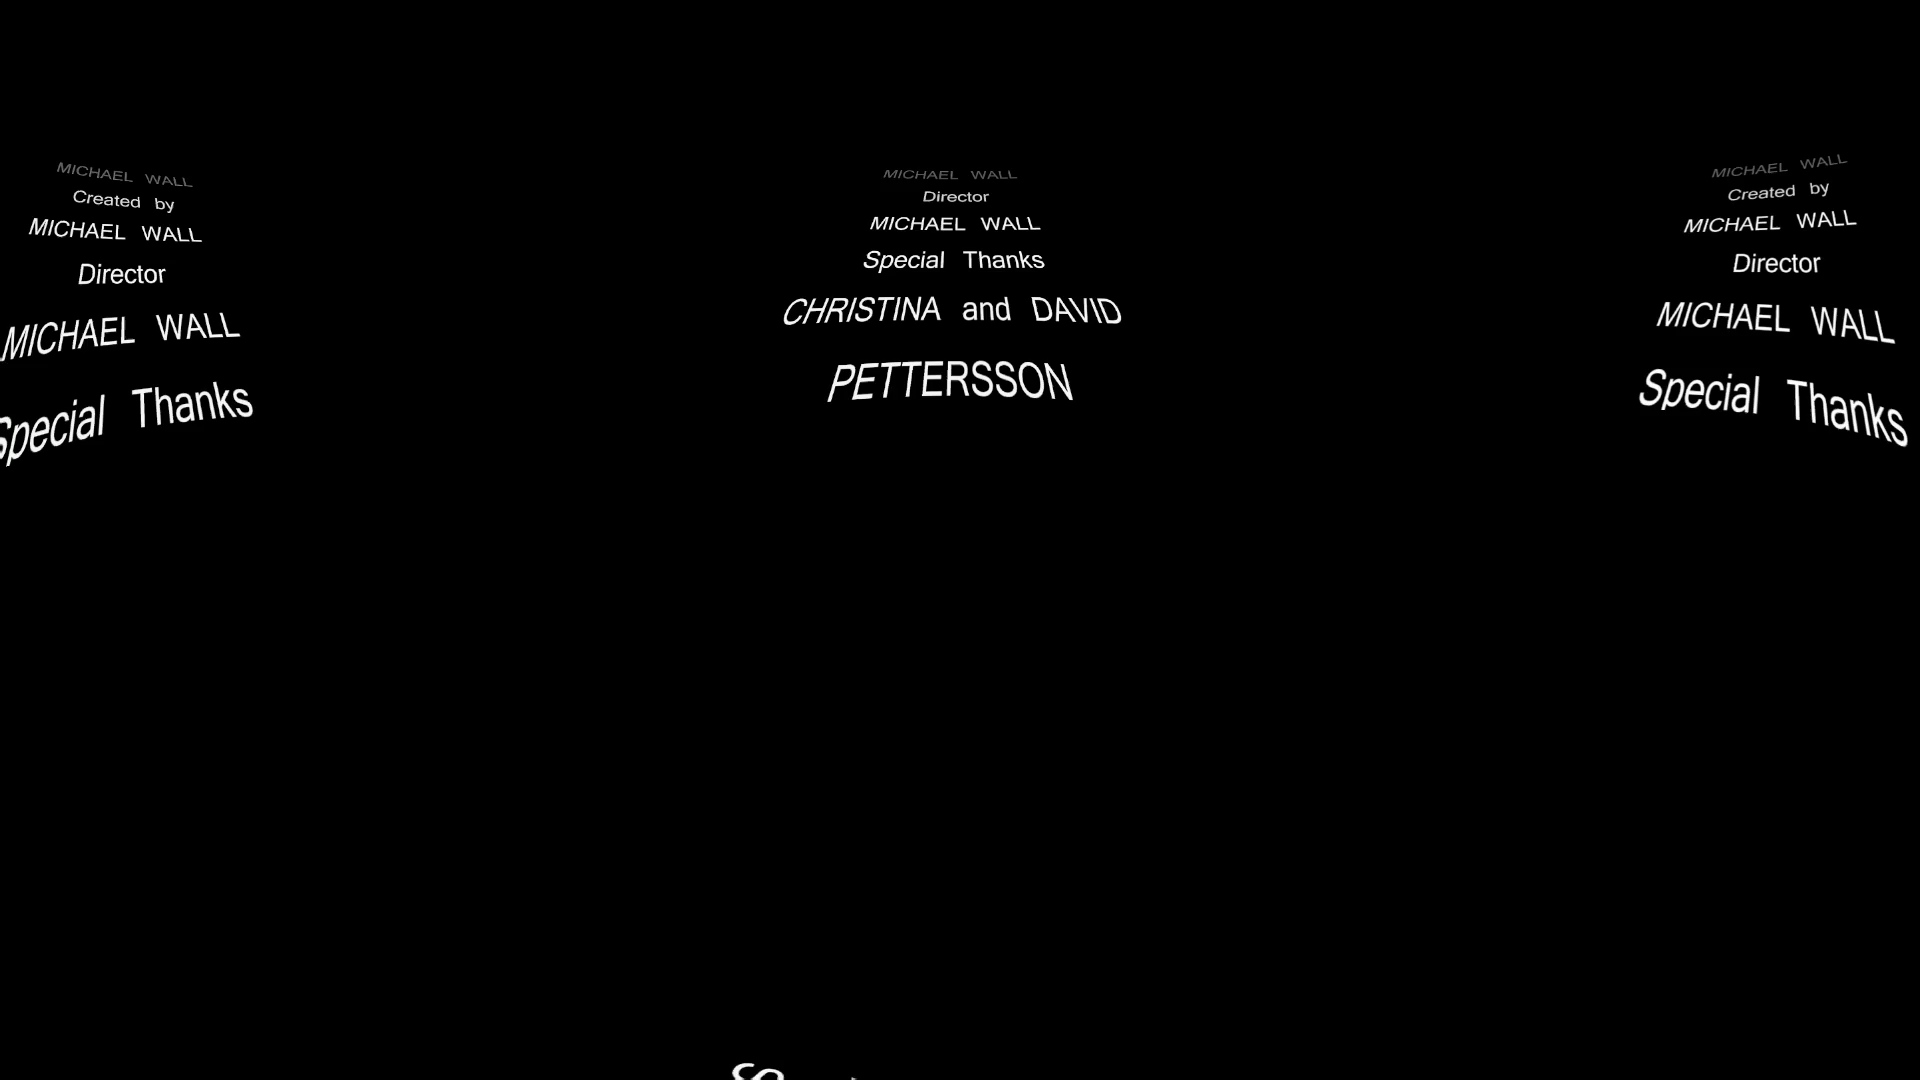 MICHAEL WALL
Created by
MICHAEL WALL
Director
MICHAEL WALL
Special Thanks
MICHAEL WALL
Director
MICHAEL WALL
Special Thanks
CHRISTINA and DAVID
PETTERSSON
MICHAEL WALL
Created by
MICHAEL WALL
Director
MICHAEL WALL
Special Thanks